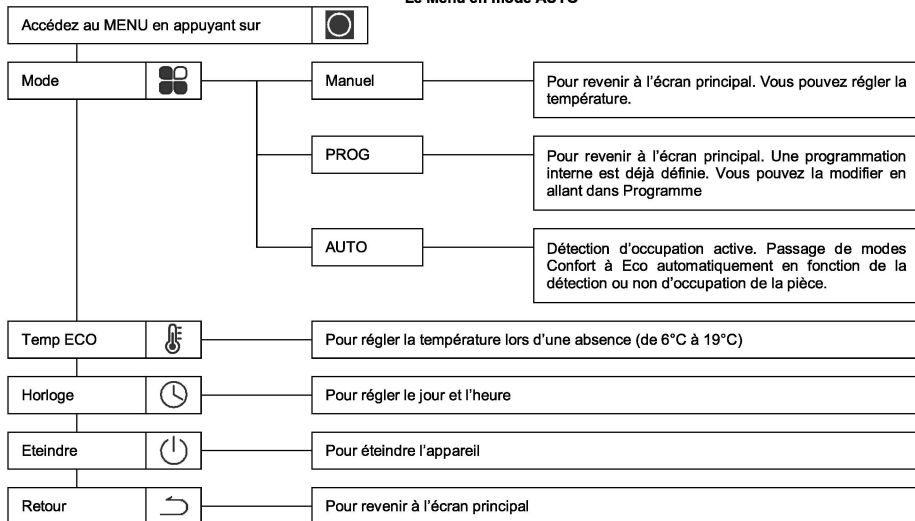 Le Menu en mode AUTO
Accédez au MENU en appuyant sur
Mode
Manuel
Pour revenir à l'écran principal. Vous pouvez régler la
température.
PROG
Pour revenir à l'écran principal. Une programmation
interne est déjà définie. Vous pouvez la modifier en
allant dans Programme
AUTO
Détection d'occupation active. Passage de modes
Confort à Eco automatiquement en fonction de la
détection ou non d'occupation de la pièce.
Temp ECO
Pour régler la température lors d'une absence (de 6°C à 19°C)
Horloge
Pour régler le jour et l'heure
Eteindre
Pour éteindre l'appareil
Retour
Pour revenir à l'écran principal